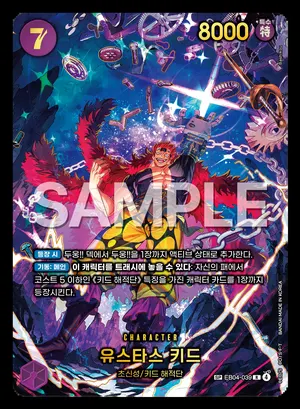 7
8000
특수
特
SAMPLE
등장 시 두웅!! 덱에서 두웅!!을 1장까지 액티브 상태로 추가한다.
기동: 메인 이 캐릭터를 트래시에 놓을 수 있다: 자신의 패에서
코스트 5 이하인 《키드 해적단》 특징을 가진 캐릭터 카드를 1장까지
등장시킨다.
CHARACTER
유스타스 키드
초신성/키드 해적단
SP EB04-039 R